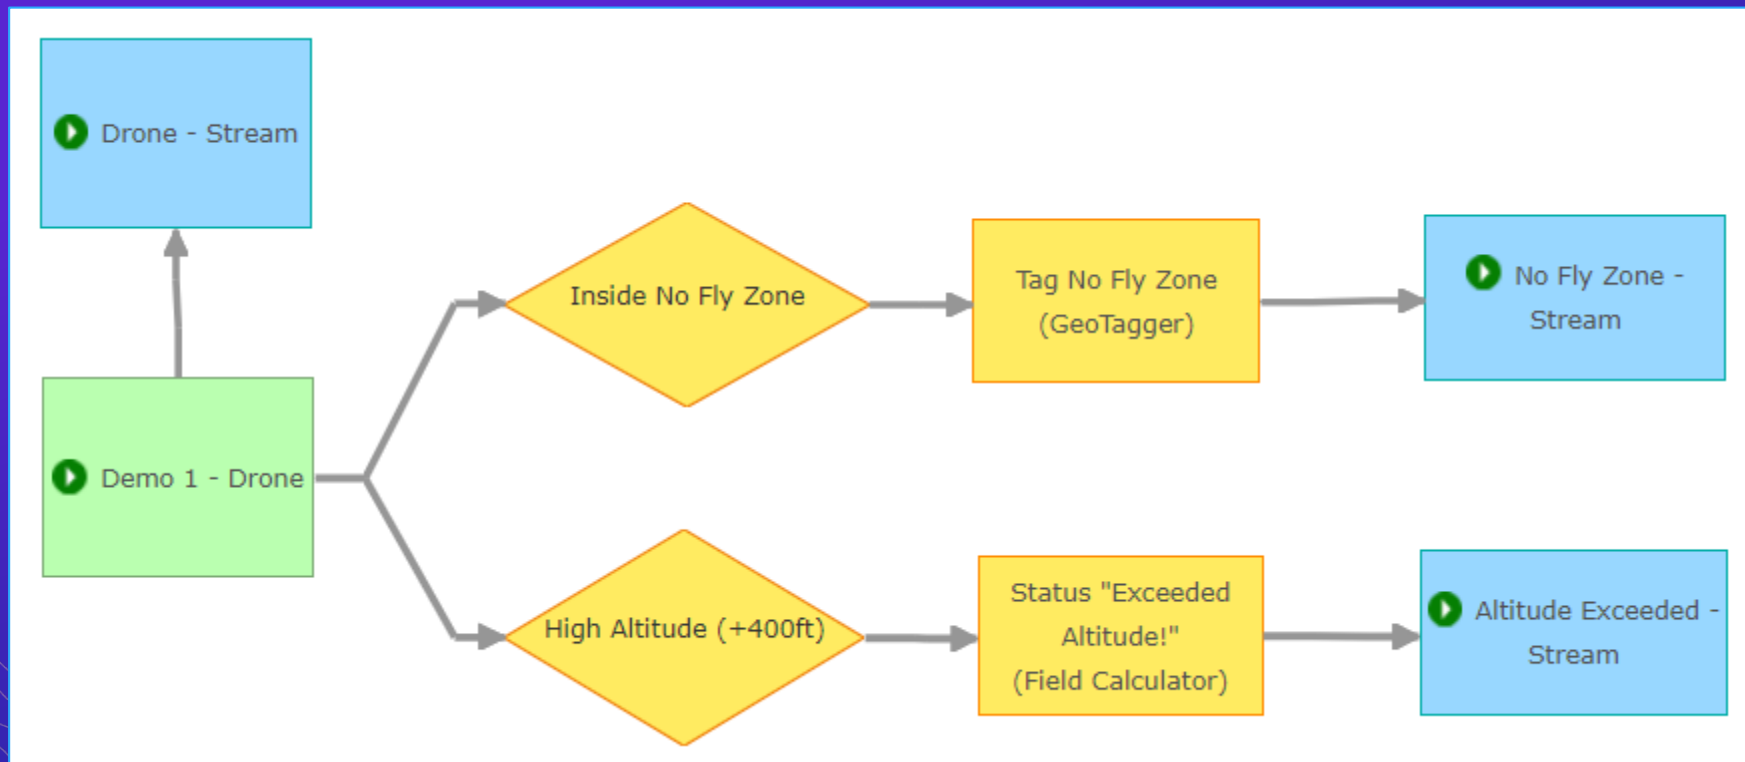 Drone - Stream
Demo 1 - Drone
Inside No Fly Zone
Tag No Fly Zone
(GeoTagger)
No Fly Zone -
Stream
High Altitude (+400ft)
Status "Exceeded
Altitude!"
(Field Calculator)
Altitude Exceeded -
Stream